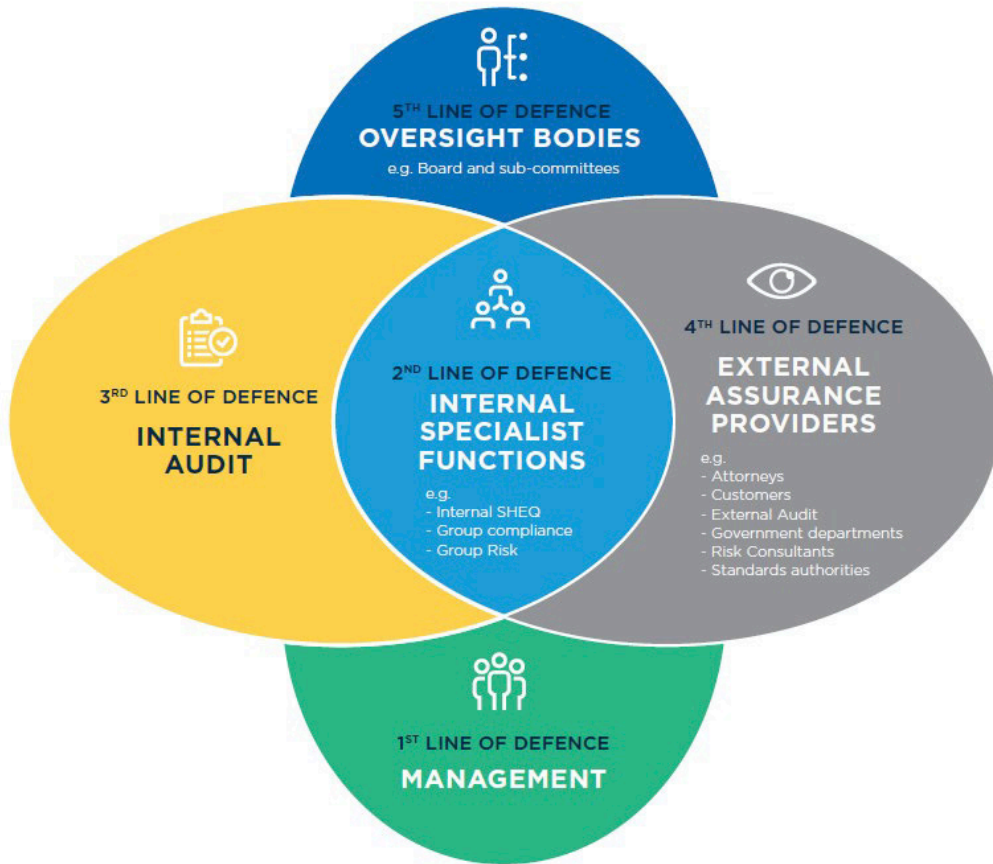 5TH LINE OF DEFENCE
OVERSIGHT BODIES
e.g. Board and sub-committees
3RD LINE OF DEFENCE
INTERNAL
AUDIT
2ND LINE OF DEFENCE
INTERNAL
SPECIALIST
FUNCTIONS
e.g.
- Internal SHEQ
- Group compliance
- Group Risk
4TH LINE OF DEFENCE
EXTERNAL
ASSURANCE
PROVIDERS
e.g.
- Attorneys
- Customers
- External Audit
- Government departments
- Risk Consultants
- Standards authorities
1ST LINE OF DEFENCE
MANAGEMENT